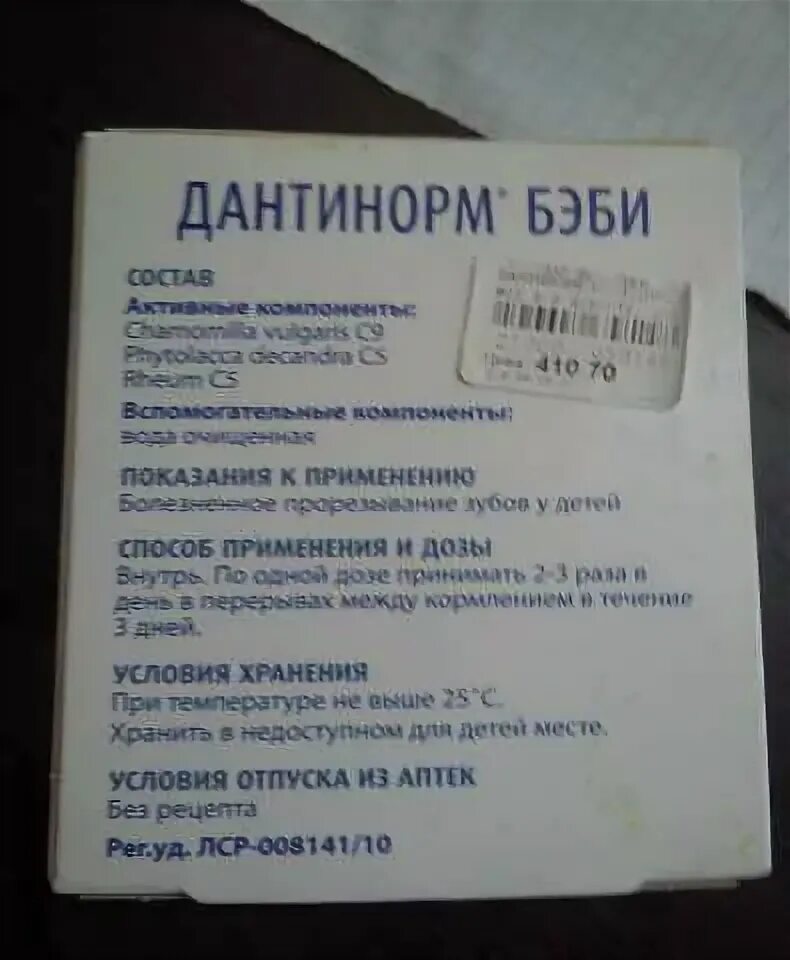 ДАНТИНОРМ® БЭБИ
СОСТАВ
Активные компоненты:
Chamomilla vulgaris C9
Phytolacca decandra C5
Rheum C5
Вспомогательные компоненты:
вода очищенная
410 70
ПОКАЗАНИЯ К ПРИМЕНЕНИЮ
Болезненное прорезывание зубов у детей
СПОСОБ ПРИМЕНЕНИЯ И ДОЗЫ
Внутрь. По одной дозе принимать 2-3 раза в
день в перерывах между кормлением в течение
3 дней.
УСЛОВИЯ ХРАНЕНИЯ
При температуре не выше 25°C.
Хранить в недоступном для детей месте.
УСЛОВИЯ ОТПУСКА ИЗ АПТЕК
Без рецепта
Рег.уд. ЛСР-008141/10